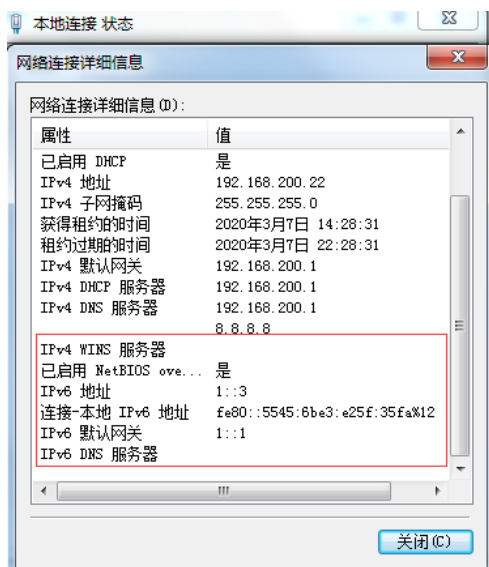 本地连接 状态
网络连接详细信息
网络连接详细信息(D):
属性 值
已启用 DHCP 是
IPv4 地址 192.168.200.22
IPv4 子网掩码 255.255.255.0
获得租约的时间 2020年3月7日 14:28:31
租约过期的时间 2020年3月7日 22:28:31
IPv4 默认网关 192.168.200.1
IPv4 DHCP 服务器 192.168.200.1
IPv4 DNS 服务器 192.168.200.1
8.8.8.8
IPv4 WINS 服务器
已启用 NetBIOS ove... 是
IPv6 地址 1::3
连接-本地 IPv6 地址 fe80::5545:6be3:e25f:35fa%12
IPv6 默认网关 1::1
IPv6 DNS 服务器
关闭(C)